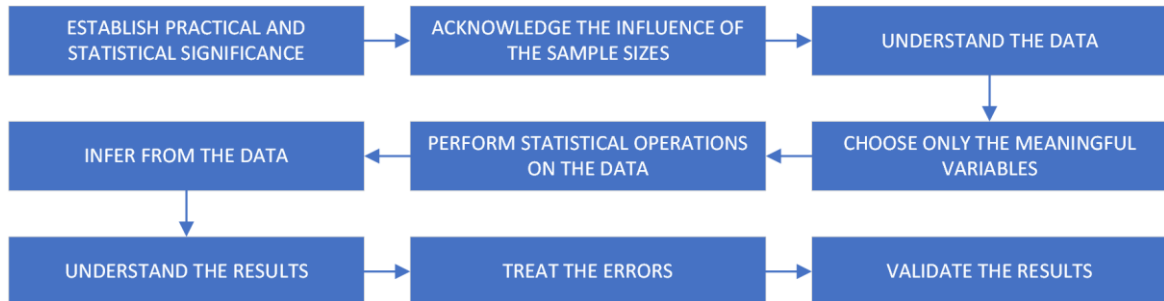 ESTABLISH PRACTICAL AND
STATISTICAL SIGNIFICANCE
ACKNOWLEDGE THE INFLUENCE OF
THE SAMPLE SIZES
UNDERSTAND THE DATA
CHOOSE ONLY THE MEANINGFUL
VARIABLES
PERFORM STATISTICAL OPERATIONS
ON THE DATA
INFER FROM THE DATA
UNDERSTAND THE RESULTS
TREAT THE ERRORS
VALIDATE THE RESULTS